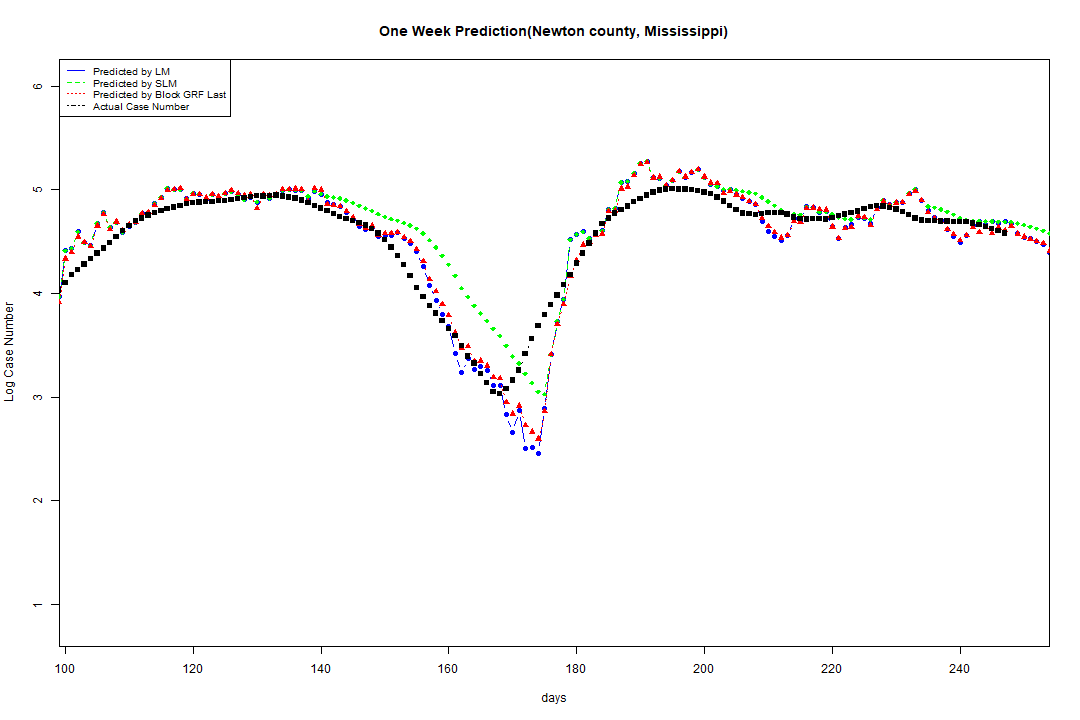 One Week Prediction(Newton county, Mississippi)
Predicted by LM
Predicted by SLM
Predicted by Block GRF Last
Actual Case Number
6
5
4
3
2
1
Log Case Number
100 120 140 160 180 200 220 240
days